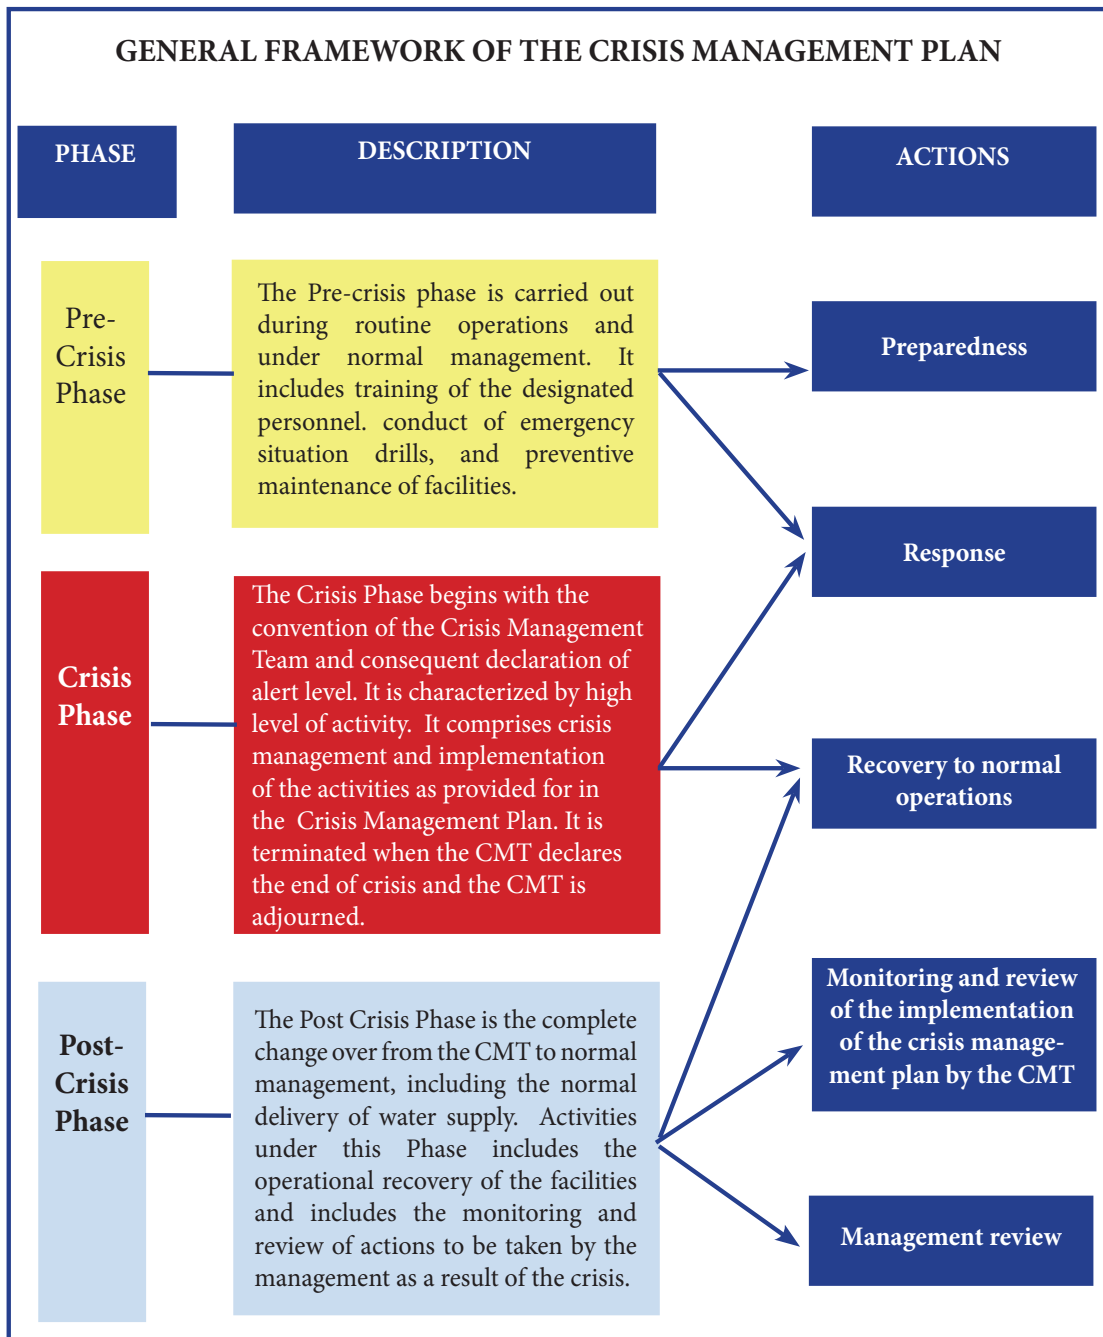 GENERAL FRAMEWORK OF THE CRISIS MANAGEMENT PLAN
PHASE
DESCRIPTION
ACTIONS
Pre-
Crisis
Phase
The Pre-crisis phase is carried out
during routine operations and
under normal management. It
includes training of the designated
personnel. conduct of emergency
situation drills, and preventive
maintenance of facilities.
Preparedness
Response
Crisis
Phase
The Crisis Phase begins with the
convention of the Crisis Management
Team and consequent declaration of
alert level. It is characterized by high
level of activity. It comprises crisis
management and implementation
of the activities as provided for in
the Crisis Management Plan. It is
terminated when the CMT declares
the end of crisis and the CMT is
adjourned.
Recovery to normal
operations
Post-
Crisis
Phase
The Post Crisis Phase is the complete
change over from the CMT to normal
management, including the normal
delivery of water supply. Activities
under this Phase includes the
operational recovery of the facilities
and includes the monitoring and
review of actions to be taken by the
management as a result of the crisis.
Monitoring and review
of the implementation
of the crisis manage-
ment plan by the CMT
Management review